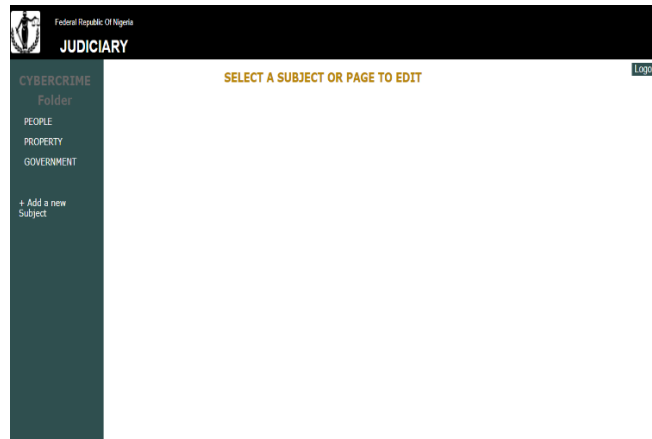 Federal Republic Of Nigeria
JUDICIARY
Logo
CYBERCRIME
Folder
SELECT A SUBJECT OR PAGE TO EDIT
PEOPLE
PROPERTY
GOVERNMENT
+ Add a new
Subject